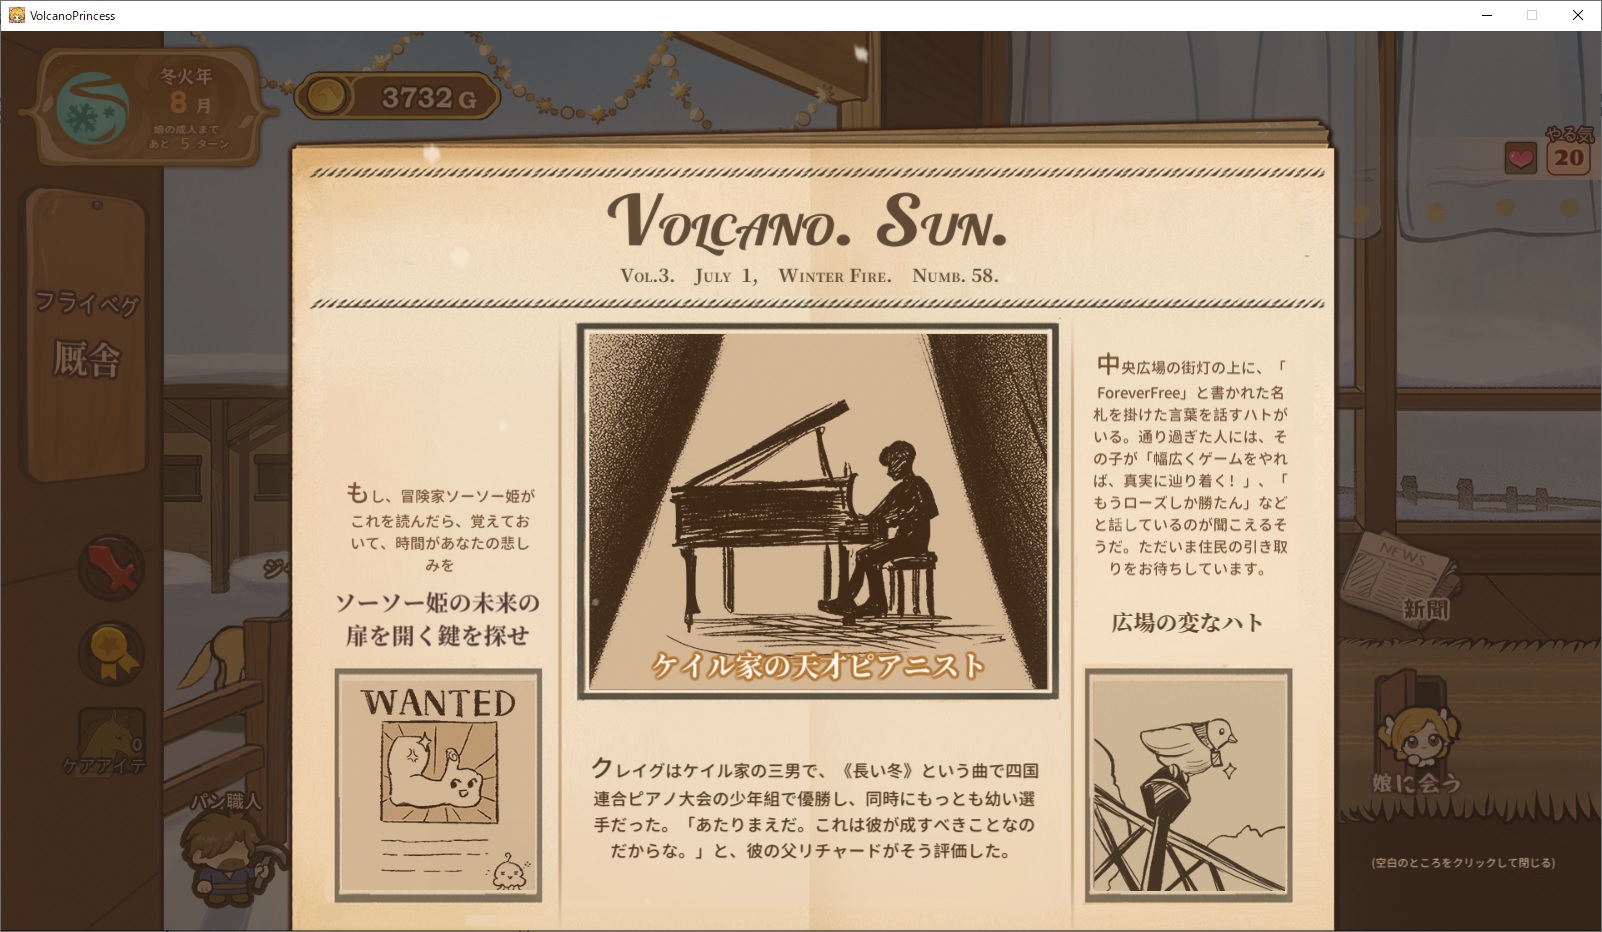 VolcanoPrincess
冬火年
8月
娘の成人まで
あと 5 ターン
3732 G
やる気
20
フライベグ
厩舎
VOLCANO. SUN.
VOL.3. JULY 1, WINTER FIRE. NUMB. 58.
もし、冒険家ソーソー姫が
これを読んだら、覚えてお
いて、時間があなたの悲し
みを
ソーソー姫の未来の
扉を開く鍵を探せ
WANTED
ケイル家の天才ピアニスト
クレイグはケイル家の三男で、《長い冬》という曲で四国
連合ピアノ大会の少年組で優勝し、同時にもっとも幼い選
手だった。「あたりまえだ。これは彼が成すべきことなの
だからな。」と、彼の父リチャードがそう評価した。
中央広場の街灯の上に、「
ForeverFree」と書かれた名
札を掛けた言葉を話すハトが
いる。通り過ぎた人には、そ
の子が「幅広くゲームをやれ
ば、真実に辿り着く！」、「
もうローズしか勝たん」など
と話しているのが聞こえるそ
うだ。ただいま住民の引き取
りをお待ちしています。
広場の変なハト
ジャ
0
ケアアイテ
パン職人
NEWS
新聞
娘に会う
(空白のところをクリックして閉じる)